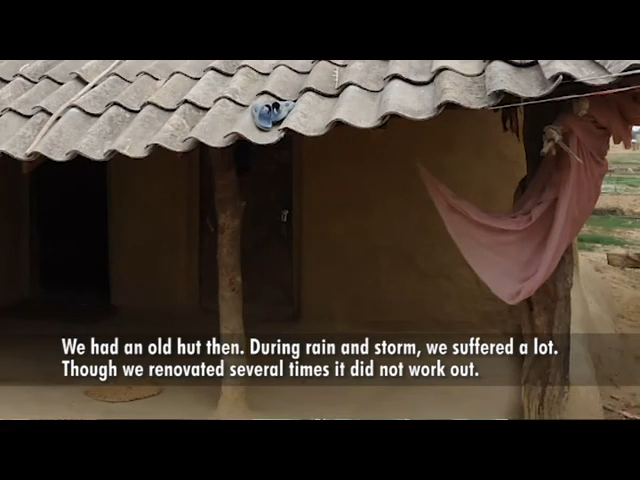 We had an old hut then. During rain and storm, we suffered a lot.
Though we renovated several times it did not work out.